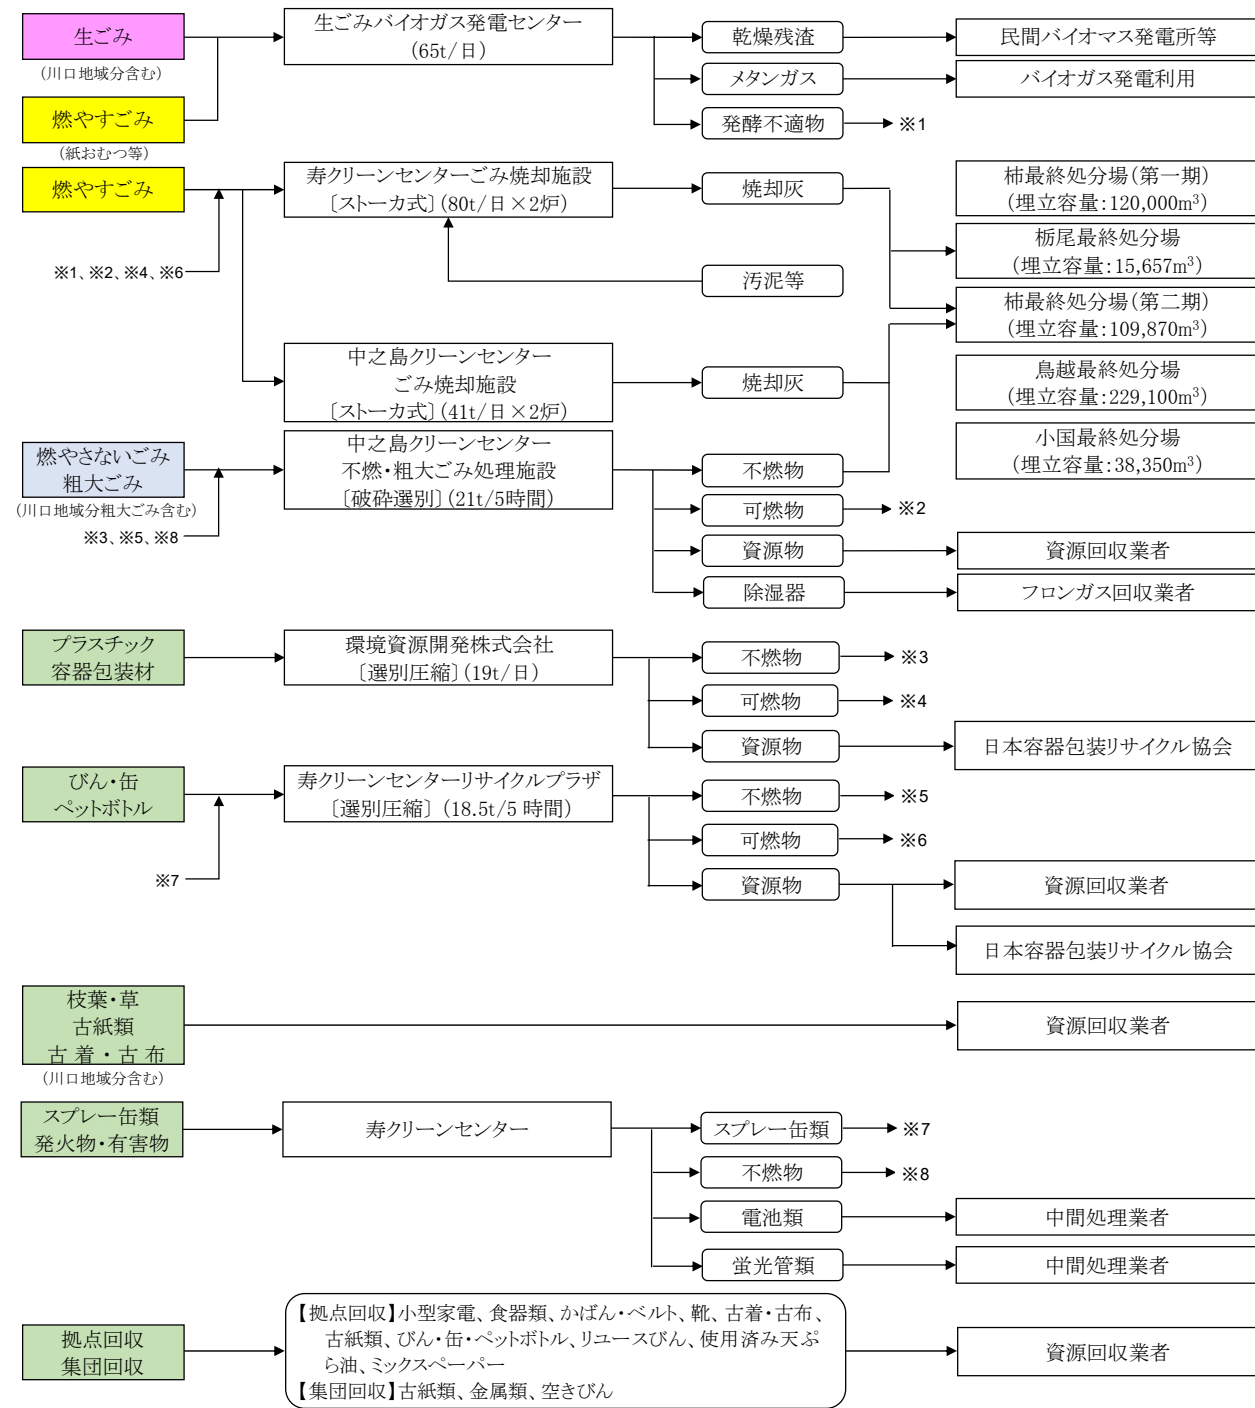 生ごみ
(川口地域分含む)
燃やすごみ
(紙おむつ等)
生ごみバイオガス発電センター
(65t/日)
乾燥残渣
民間バイオマス発電所等
メタンガス
バイオガス発電利用
発酵不適物
※1
燃やすごみ
※1、※2、※4、※6
寿クリーンセンターごみ焼却施設
〔ストーカ式〕(80t/日×2炉)
焼却灰
汚泥等
中之島クリーンセンター
ごみ焼却施設
〔ストーカ式〕(41t/日×2炉)
焼却灰
柿最終処分場(第一期)
(埋立容量:120,000m³)
栃尾最終処分場
(埋立容量:15,657m³)
柿最終処分場(第二期)
(埋立容量:109,870m³)
鳥越最終処分場
(埋立容量:229,100m³)
小国最終処分場
(埋立容量:38,350m³)
燃やさないごみ
粗大ごみ
(川口地域分粗大ごみ含む)
※3、※5、※8
中之島クリーンセンター
不燃・粗大ごみ処理施設
〔破砕選別〕(21t/5時間)
不燃物
可燃物
※2
資源物
資源回収業者
除湿器
フロンガス回収業者
プラスチック
容器包装材
環境資源開発株式会社
〔選別圧縮〕(19t/日)
不燃物
※3
可燃物
※4
資源物
日本容器包装リサイクル協会
びん・缶
ペットボトル
※7
寿クリーンセンターリサイクルプラザ
〔選別圧縮〕 (18.5t/5 時間)
不燃物
※5
可燃物
※6
資源物
資源回収業者
日本容器包装リサイクル協会
枝葉・草
古紙類
古 着 ・ 古 布
(川口地域分含む)
資源回収業者
スプレー缶類
発火物・有害物
寿クリーンセンター
スプレー缶類
※7
不燃物
※8
電池類
中間処理業者
蛍光管類
中間処理業者
拠点回収
集団回収
【拠点回収】小型家電、食器類、かばん・ベルト、靴、古着・古布、
古紙類、びん・缶・ペットボトル、リユースびん、使用済み天ぷ
ら油、ミックスペーパー
【集団回収】古紙類、金属類、空きびん
資源回収業者